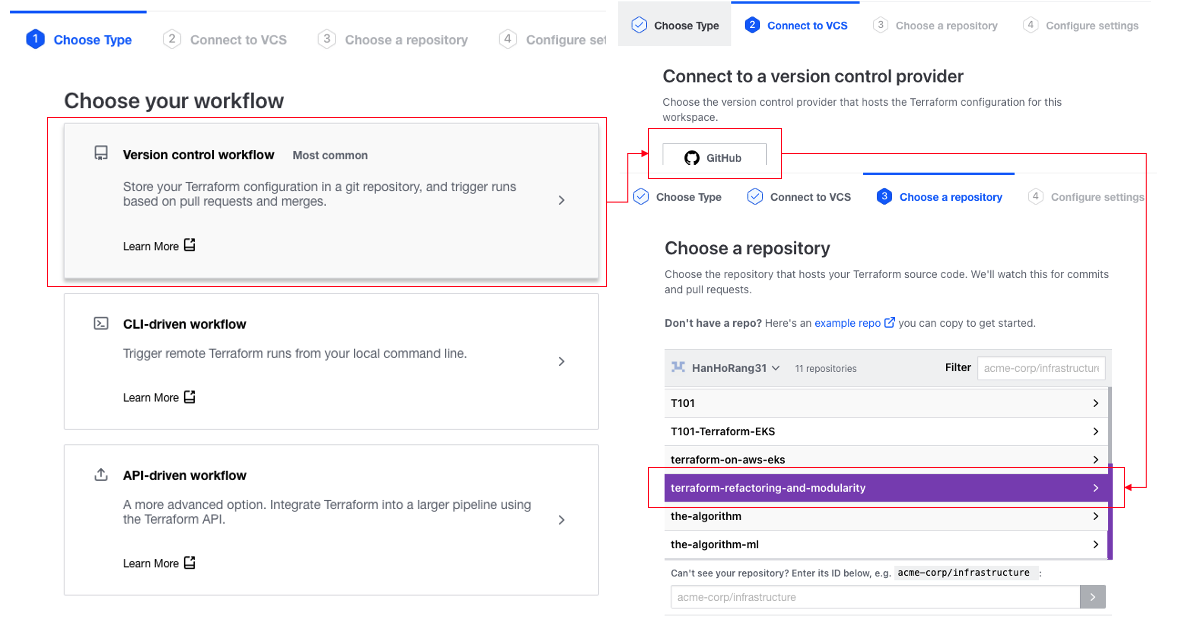 1 Choose Type 2 Connect to VCS 3 Choose a repository 4 Configure set
Choose your workflow
Version control workflow Most common
Store your Terraform configuration in a git repository, and trigger runs
based on pull requests and merges.
Learn More
CLI-driven workflow
Trigger remote Terraform runs from your local command line.
Learn More
API-driven workflow
A more advanced option. Integrate Terraform into a larger pipeline using
the Terraform API.
Learn More
Choose Type 2 Connect to VCS 3 Choose a repository 4 Configure settings
Connect to a version control provider
Choose the version control provider that hosts the Terraform configuration for this
workspace.
GitHub
Choose Type Connect to VCS 3 Choose a repository 4 Configure settings
Choose a repository
Choose the repository that hosts your Terraform source code. We'll watch this for commits
and pull requests.
Don't have a repo? Here's an example repo you can copy to get started.
HanHoRang31 11 repositories Filter acme-corp/infrastructun
T101
T101-Terraform-EKS
terraform-on-aws-eks
terraform-refactoring-and-modularity
the-algorithm
the-algorithm-ml
Can't see your repository? Enter its ID below, e.g. acme-corp/infrastructure :
acme-corp/infrastructure